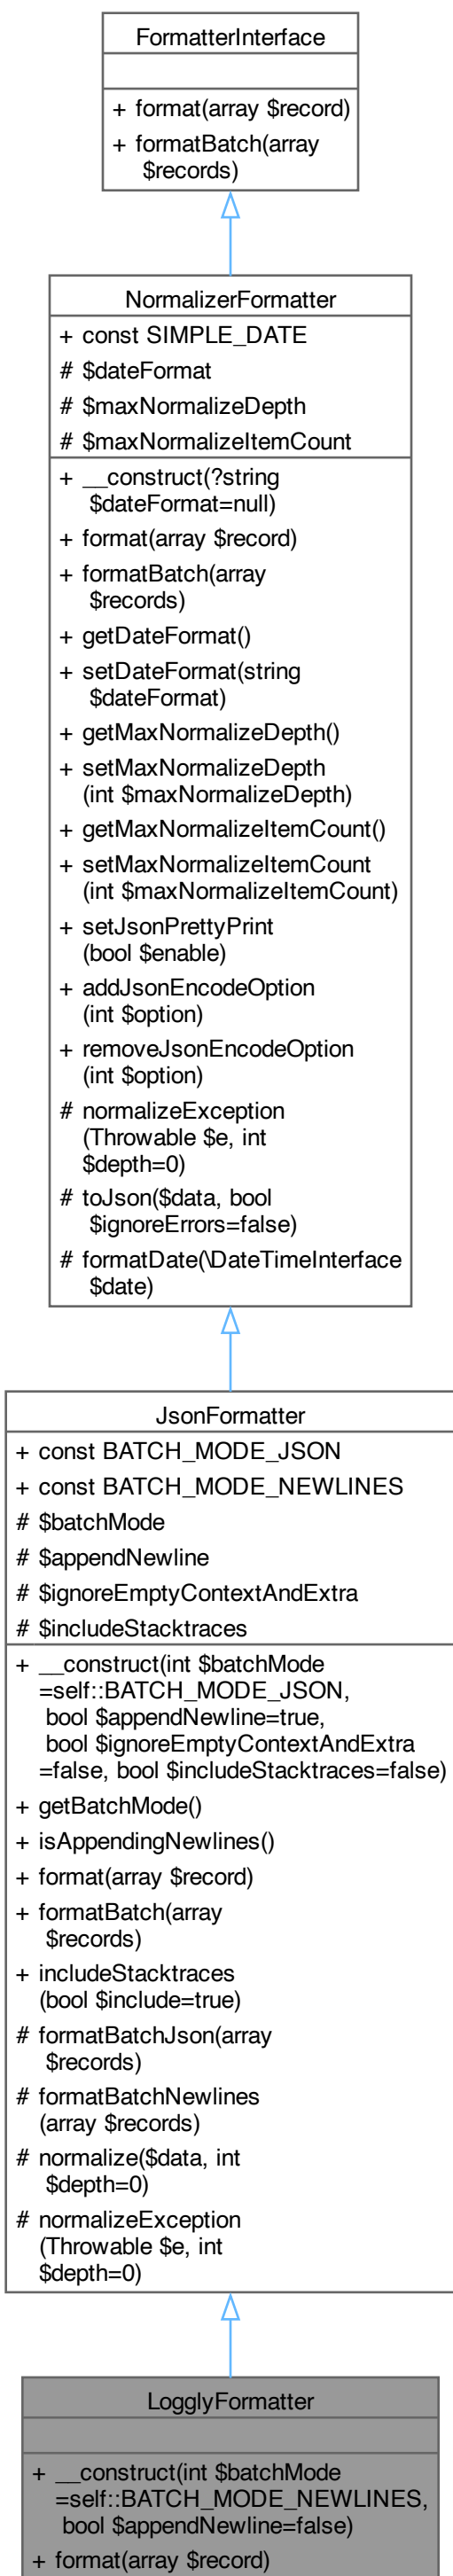 FormatterInterface
+ format(array $record)
+ formatBatch(array
$records)
NormalizerFormatter
+ const SIMPLE_DATE
# $dateFormat
# $maxNormalizeDepth
# $maxNormalizeItemCount
+ __construct(?string
$dateFormat=null)
+ format(array $record)
+ formatBatch(array
$records)
+ getDateFormat()
+ setDateFormat(string
$dateFormat)
+ getMaxNormalizeDepth()
+ setMaxNormalizeDepth
(int $maxNormalizeDepth)
+ getMaxNormalizeItemCount()
+ setMaxNormalizeItemCount
(int $maxNormalizeItemCount)
+ setJsonPrettyPrint
(bool $enable)
+ addJsonEncodeOption
(int $option)
+ removeJsonEncodeOption
(int $option)
# normalizeException
(Throwable $e, int
$depth=0)
# toJson($data, bool
$ignoreErrors=false)
# formatDate(\DateTimeInterface
$date)
JsonFormatter
+ const BATCH_MODE_JSON
+ const BATCH_MODE_NEWLINES
# $batchMode
# $appendNewline
# $ignoreEmptyContextAndExtra
# $includeStacktraces
+ __construct(int $batchMode
=self::BATCH_MODE_JSON,
bool $appendNewline=true,
bool $ignoreEmptyContextAndExtra
=false, bool $includeStacktraces=false)
+ getBatchMode()
+ isAppendingNewlines()
+ format(array $record)
+ formatBatch(array
$records)
+ includeStacktraces
(bool $include=true)
# formatBatchJson(array
$records)
# formatBatchNewlines
(array $records)
# normalize($data, int
$depth=0)
# normalizeException
(Throwable $e, int
$depth=0)
LogglyFormatter
+ __construct(int $batchMode
=self::BATCH_MODE_NEWLINES,
bool $appendNewline=false)
+ format(array $record)